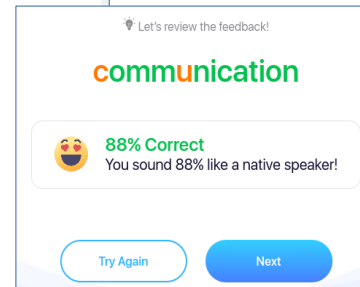 Let's review the feedback!
communication
88% Correct
You sound 88% like a native speaker!
Try Again
Next